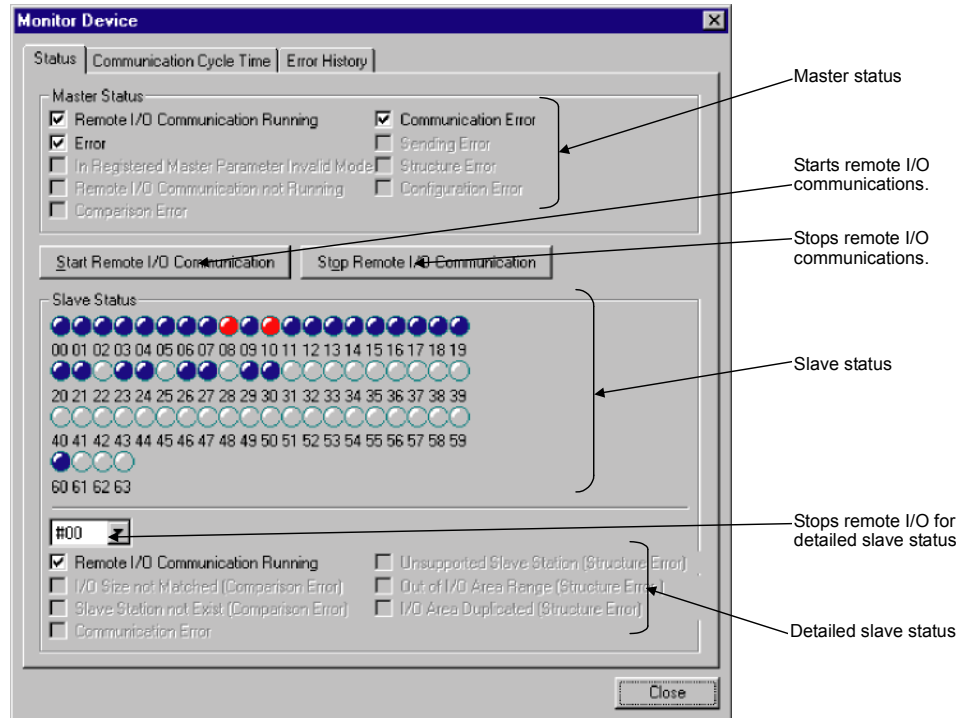 Monitor Device
Status Communication Cycle Time Error History
Master Status
Remote I/O Communication Running Communication Error
Error Sending Error
In Registered Master Parameter Invalid Mode Structure Error
Remote I/O Communication not Running Configuration Error
Comparison Error
Start Remote I/O Communication Stop Remote I/O Communication
Slave Status
00 01 02 03 04 05 06 07 08 09 10 11 12 13 14 15 16 17 18 19
20 21 22 23 24 25 26 27 28 29 30 31 32 33 34 35 36 37 38 39
40 41 42 43 44 45 46 47 48 49 50 51 52 53 54 55 56 57 58 59
60 61 62 63
#00
Remote I/O Communication Running Unsupported Slave Station (Structure Error)
I/O Size not Matched (Comparison Error) Out of I/O Area Range (Structure Error)
Slave Station not Exist (Comparison Error) I/O Area Duplicated (Structure Error)
Communication Error
Close
Master status
Starts remote I/O
communications.
Stops remote I/O
communications.
Slave status
Stops remote I/O for
detailed slave status
Detailed slave status